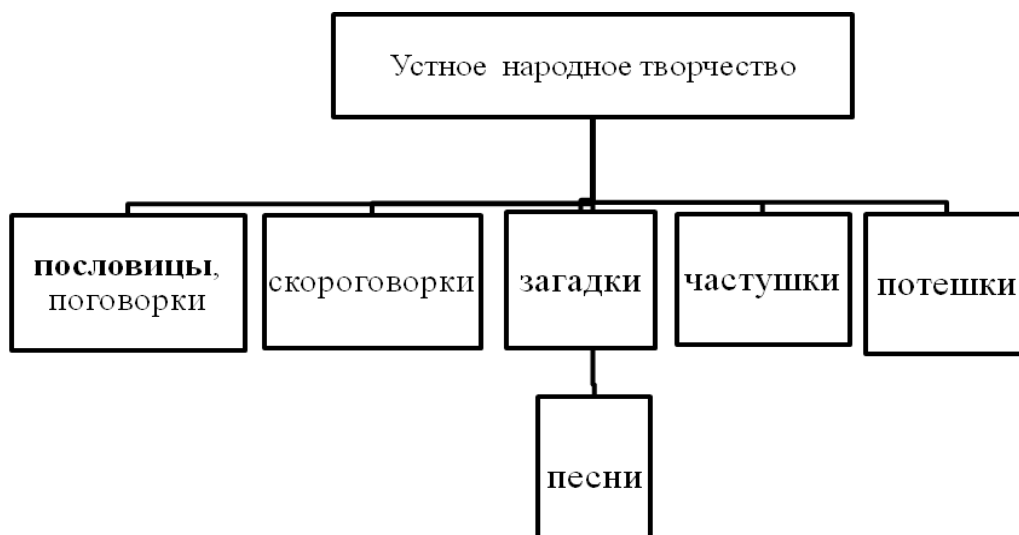 Устное народное творчество
пословицы,
поговорки
скороговорки
загадки
частушки
потешки
песни